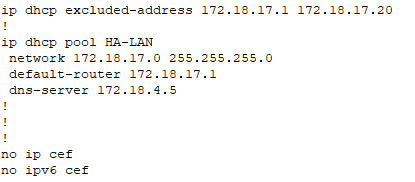 ip dhcp excluded-address 172.18.17.1 172.18.17.20
!
ip dhcp pool HA-LAN
 network 172.18.17.0 255.255.255.0
 default-router 172.18.17.1
 dns-server 172.18.4.5
!
!
!
no ip cef
no ipv6 cef